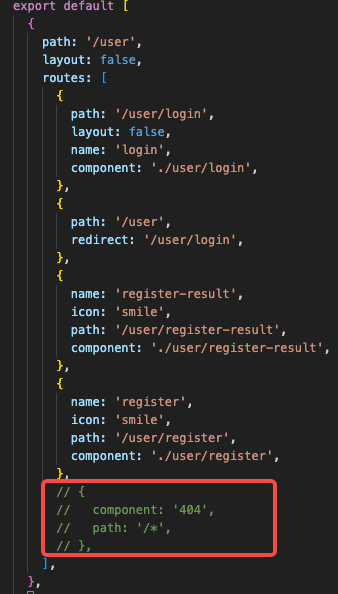 export default [
{
path: '/user',
layout: false,
routes: [
{
path: '/user/login',
layout: false,
name: 'login',
component: './user/login',
},
{
path: '/user',
redirect: '/user/login',
},
{
name: 'register-result',
icon: 'smile',
path: '/user/register-result',
component: './user/register-result',
},
{
name: 'register',
icon: 'smile',
path: '/user/register',
component: './user/register',
},
// {
//   component: '404',
//   path: '/*',
// },
],
},